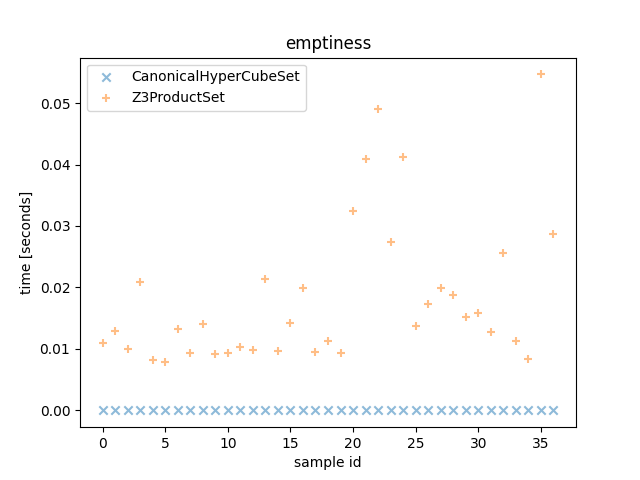 emptiness
CanonicalHyperCubeSet
Z3ProductSet
time [seconds]
0.05
0.04
0.03
0.02
0.01
0.00
0 5 10 15 20 25 30 35
sample id